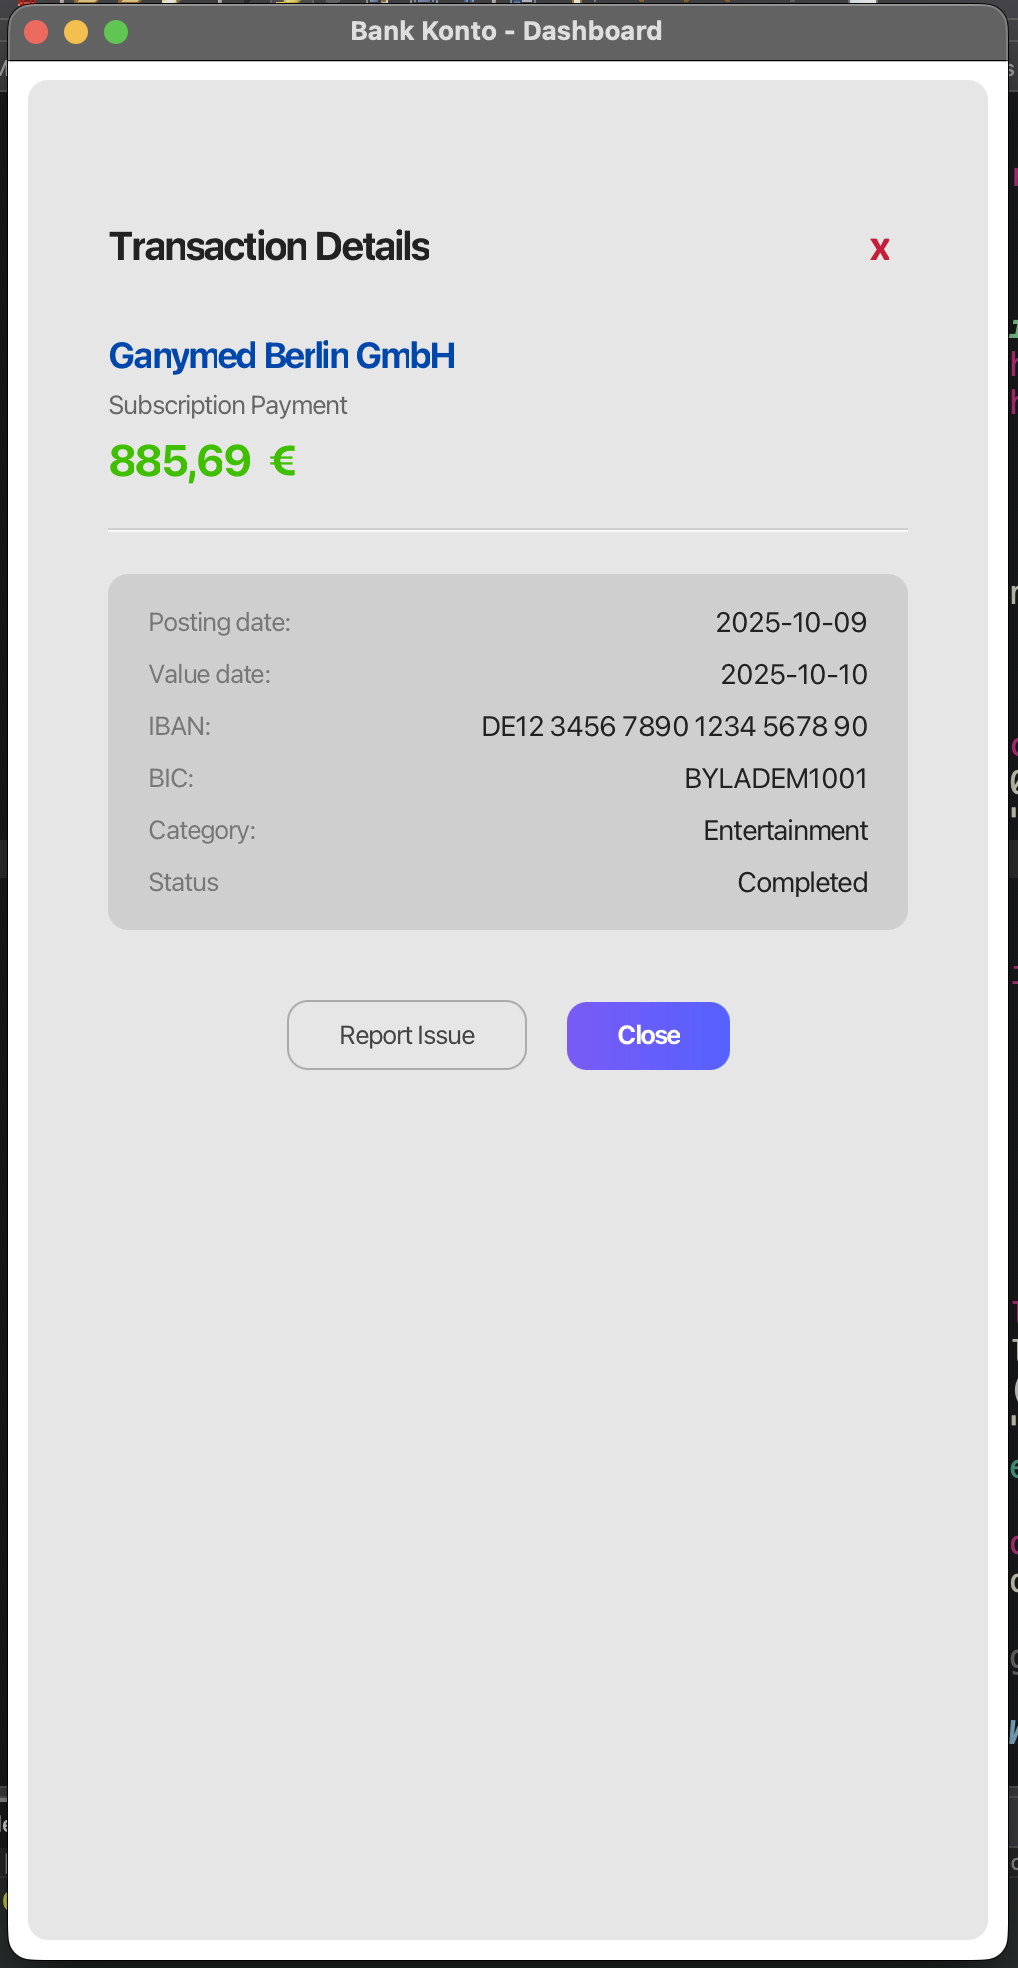 Bank Konto - Dashboard
Transaction Details
X
Ganymed Berlin GmbH
Subscription Payment
885,69 €
Posting date: 2025-10-09
Value date: 2025-10-10
IBAN: DE12 3456 7890 1234 5678 90
BIC: BYLADEM1001
Category: Entertainment
Status Completed
Report Issue Close